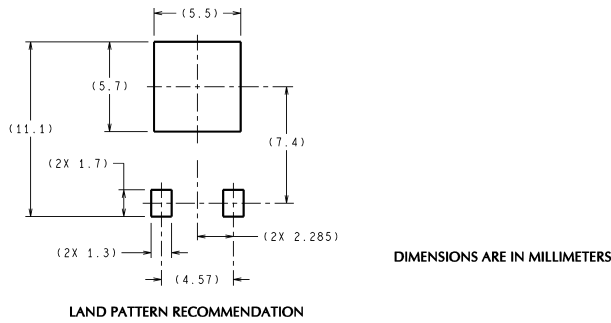 (5.5)
(5.7)
(11.1)
(7.4)
(2X 1.7)
(2X 2.285)
(2X 1.3)
(4.57)
DIMENSIONS ARE IN MILLIMETERS
LAND PATTERN RECOMMENDATION